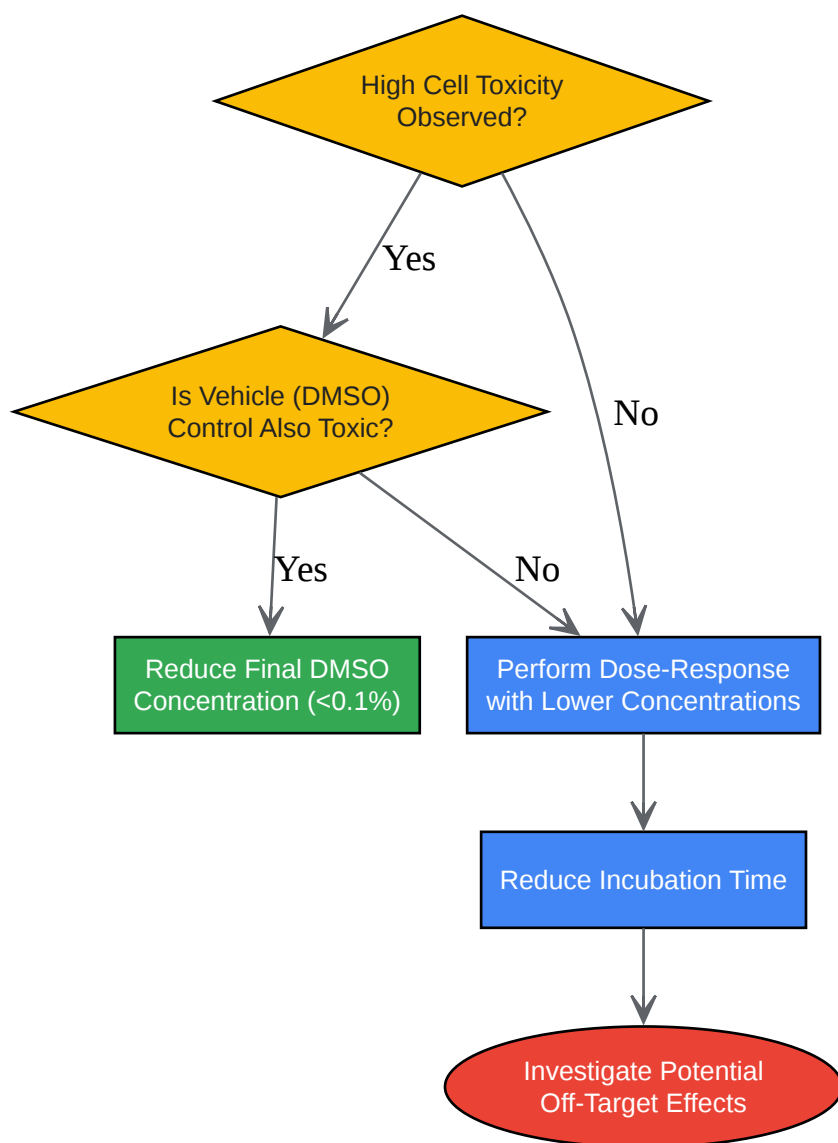 High Cell Toxicity
Observed?
Yes
Is Vehicle (DMSO)
Control Also Toxic?
No
Yes
No
Reduce Final DMSO
Concentration (<0.1%)
Perform Dose-Response
with Lower Concentrations
Reduce Incubation Time
Investigate Potential
Off-Target Effects